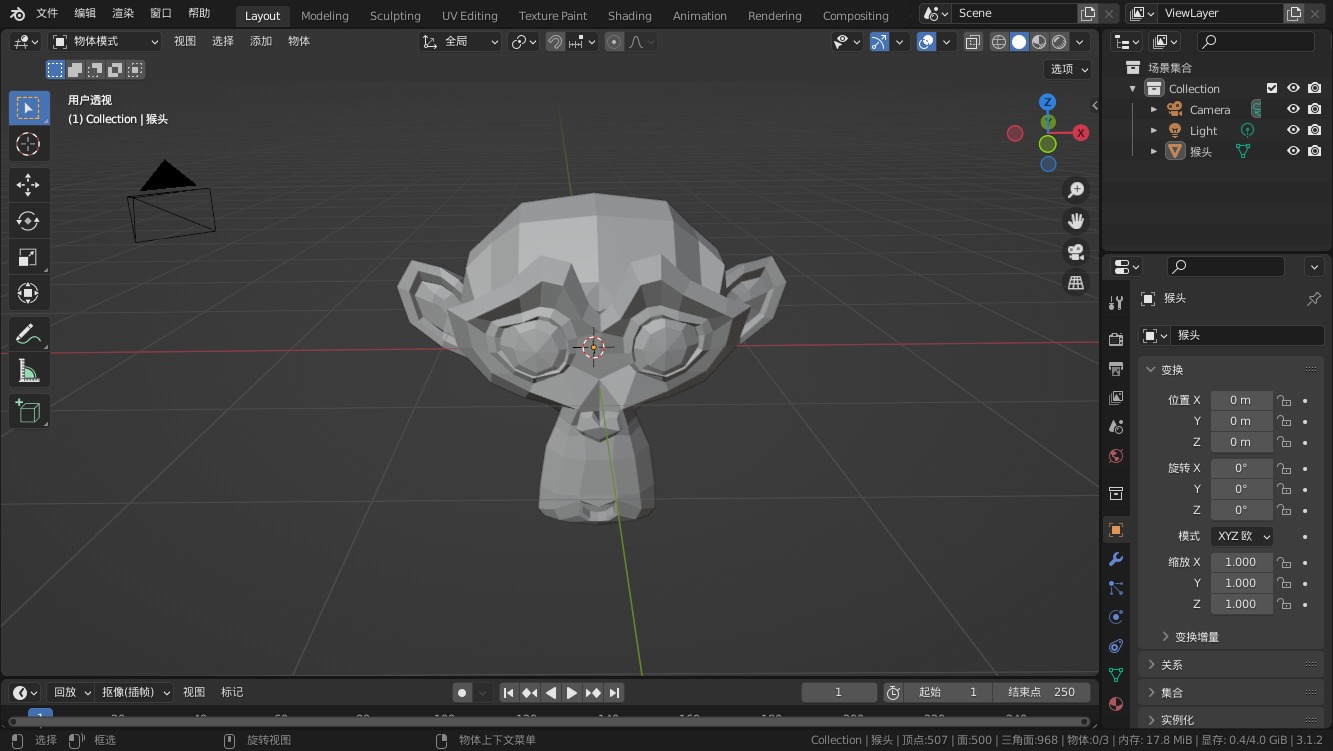 文件 编辑 渲染 窗口 帮助 Layout Modeling Sculpting UV Editing Texture Paint Shading Animation Rendering Compositing Scene ViewLayer
物体模式 视图 选择 添加 物体 全局
选项
用户透视
(1) Collection | 猴头
Z
Y
X
场景集合
Collection
Camera
Light
猴头
猴头
猴头
变换
位置 X 0 m
Y 0 m
Z 0 m
旋转 X 0°
Y 0°
Z 0°
模式 XYZ 欧
缩放 X 1.000
Y 1.000
Z 1.000
变换增量
关系
集合
实例化
回放 抠像(插帧) 视图 标记 1 起始 1 结束点 250
1 20 40 60 80 100 120 140 160 180 200 220 240
选择 框选 旋转视图 物体上下文菜单 Collection | 猴头 | 顶点:507 | 面:500 | 三角面:968 | 物体:0/3 | 内存: 17.8 MiB | 显存: 0.4/4.0 GiB | 3.1.2